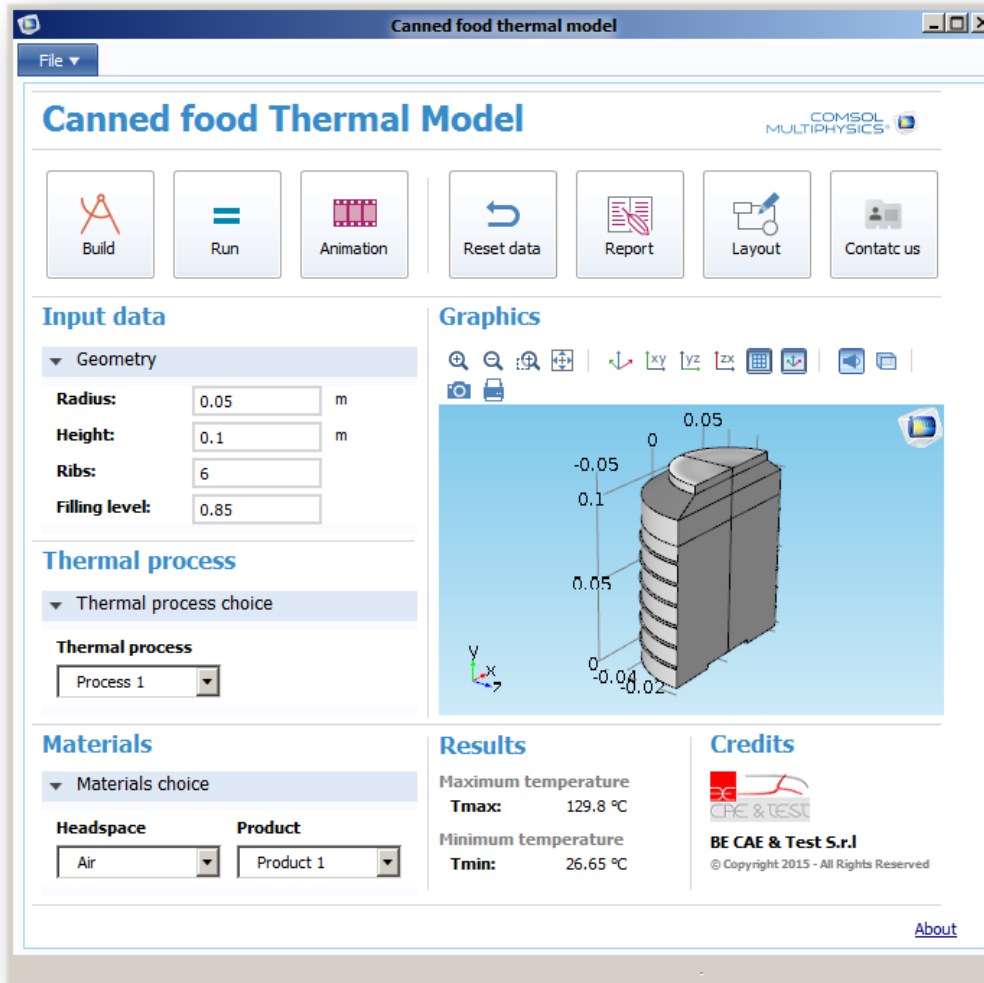 Canned food thermal model
File
Canned food Thermal Model
COMSOL
MULTIPHYSICS®
Build
Run
Animation
Reset data
Report
Layout
Contatc us
Input data
Geometry
Radius: 0.05 m
Height: 0.1 m
Ribs: 6
Filling level: 0.85
Thermal process
Thermal process choice
Thermal process
Process 1
Materials
Materials choice
Headspace Product
Air Product 1
Graphics
xy yz zx
0.05
0
-0.05
0.1
0.05
0
-0.04
-0.02
y
x
z
Results
Maximum temperature
Tmax: 129.8 °C
Minimum temperature
Tmin: 26.65 °C
Credits
CAE & TEST
BE CAE & Test S.r.l
© Copyright 2015 - All Rights Reserved
About